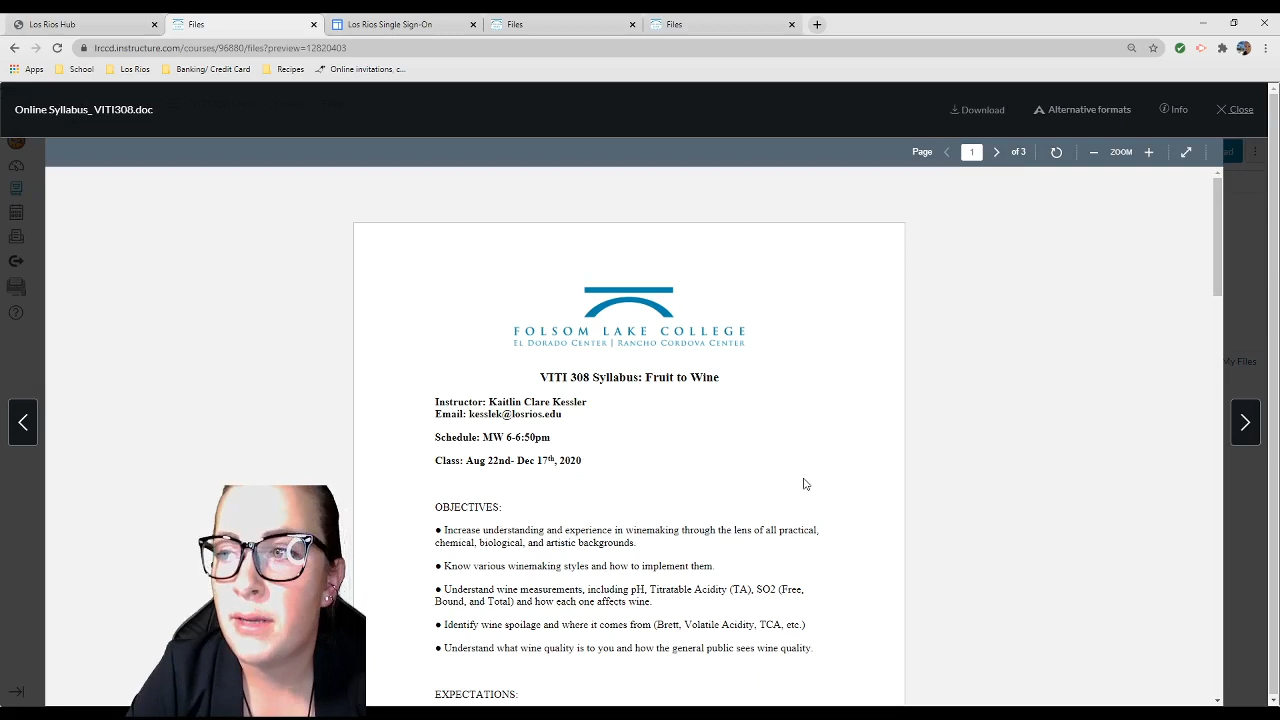 Los Rios Hub
Files
Los Rios Single Sign-On
Files
Files
lrccd.instructure.com/courses/96880/files?preview=12820403
Apps
School
Los Rios
Banking/ Credit Card
Recipes
Online invitations, c...
Online Syllabus_ VITI308.doc
Download
Alternative formats
Info
Close
Page 1 of 3
ZOOM
My Files
FOLSOM LAKE COLLEGE
EL DORADO CENTER | RANCHO CORDOVA CENTER
VITI 308 Syllabus: Fruit to Wine
Instructor: Kaitlin Clare Kessler
Email: kesslek@losrios.edu
Schedule: MW 6-6:50pm
Class: Aug 22nd- Dec 17th, 2020
OBJECTIVES:
● Increase understanding and experience in winemaking through the lens of all practical,
chemical, biological, and artistic backgrounds.
● Know various winemaking styles and how to implement them.
● Understand wine measurements, including pH, Titratable Acidity (TA), SO2 (Free,
Bound, and Total) and how each one affects wine.
● Identify wine spoilage and where it comes from (Brett, Volatile Acidity, TCA, etc.)
● Understand what wine quality is to you and how the general public sees wine quality.
EXPECTATIONS: